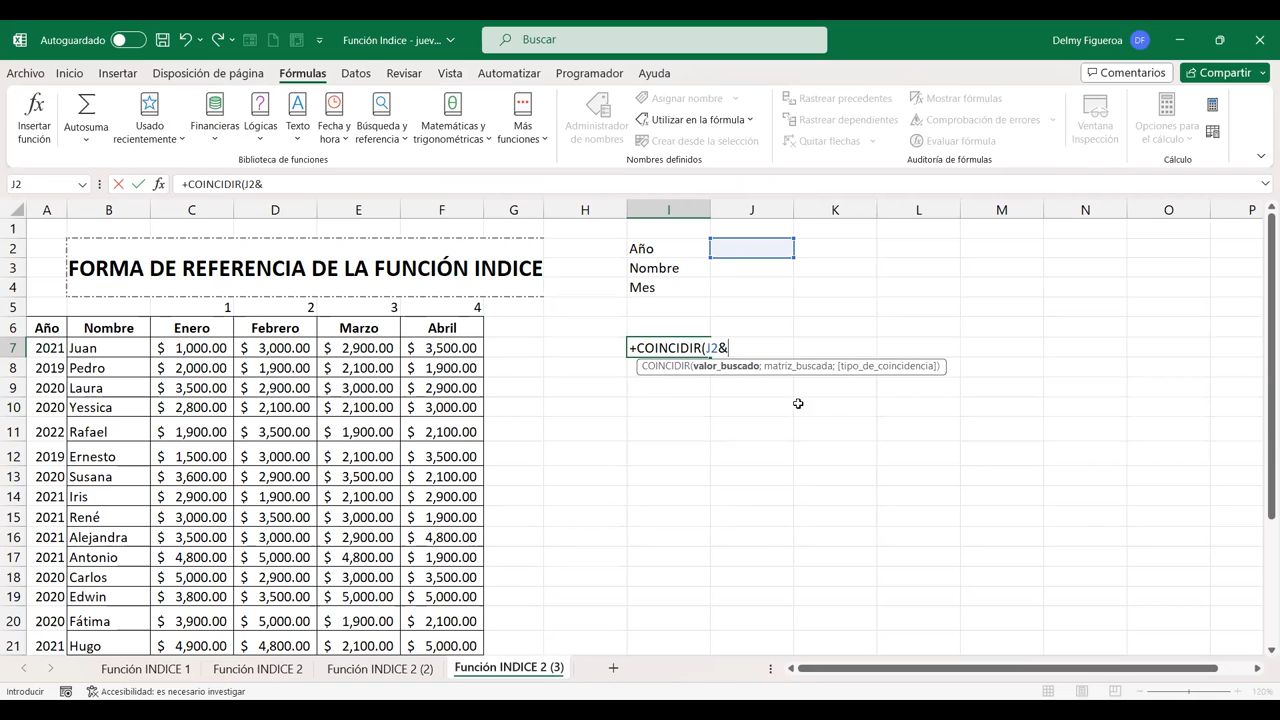 Autoguardado
Función Indice - juev...
Buscar
Delmy Figueroa DF
Archivo Inicio Insertar Disposición de página Fórmulas Datos Revisar Vista Automatizar Programador Ayuda
Comentarios Compartir
Insertar función
Autosuma
Usado recientemente
Financieras
Lógicas
Texto
Fecha y hora
Búsqueda y referencia
Matemáticas y trigonométricas
Más funciones
Biblioteca de funciones
Administrador de nombres
Asignar nombre
Utilizar en la fórmula
Crear desde la selección
Nombres definidos
Rastrear precedentes
Rastrear dependientes
Quitar flechas
Mostrar fórmulas
Comprobación de errores
Evaluar fórmula
Auditoría de fórmulas
Ventana Inspección
Opciones para el cálculo
Cálculo
J2 fx +COINCIDIR(J2&
A B C D E F G H I J K L M N O P
1
2 Año
FORMA DE REFERENCIA DE LA FUNCIÓN INDICE
3 Nombre
4 Mes
5 1 2 3 4
6 Año Nombre Enero Febrero Marzo Abril
7 2021 Juan $ 1,000.00 $ 3,000.00 $ 2,900.00 $ 3,500.00 +COINCIDIR(J2&
COINCIDIR(valor_buscado; matriz_buscada; [tipo_de_coincidencia])
8 2019 Pedro $ 2,000.00 $ 1,900.00 $ 2,100.00 $ 1,900.00
9 2020 Laura $ 3,500.00 $ 2,100.00 $ 3,000.00 $ 2,900.00
10 2020 Yessica $ 2,800.00 $ 2,100.00 $ 2,100.00 $ 3,000.00
11 2022 Rafael $ 1,900.00 $ 3,500.00 $ 1,900.00 $ 2,100.00
12 2019 Ernesto $ 1,500.00 $ 3,000.00 $ 2,100.00 $ 3,500.00
13 2020 Susana $ 3,600.00 $ 2,900.00 $ 3,500.00 $ 2,100.00
14 2021 Iris $ 2,900.00 $ 1,900.00 $ 2,100.00 $ 2,900.00
15 2021 René $ 3,000.00 $ 3,500.00 $ 3,000.00 $ 1,900.00
16 2021 Alejandra $ 3,500.00 $ 3,000.00 $ 2,900.00 $ 4,800.00
17 2021 Antonio $ 4,800.00 $ 5,000.00 $ 4,800.00 $ 1,900.00
18 2020 Carlos $ 5,000.00 $ 2,900.00 $ 3,000.00 $ 3,500.00
19 2020 Edwin $ 3,800.00 $ 3,500.00 $ 5,000.00 $ 5,000.00
20 2020 Fátima $ 3,900.00 $ 5,000.00 $ 1,900.00 $ 2,100.00
21 2021 Hugo $ 4,900.00 $ 4,800.00 $ 2,100.00 $ 5,000.00
Función INDICE 1 Función INDICE 2 Función INDICE 2 (2) Función INDICE 2 (3)
Introducir Accesibilidad: es necesario investigar 120%